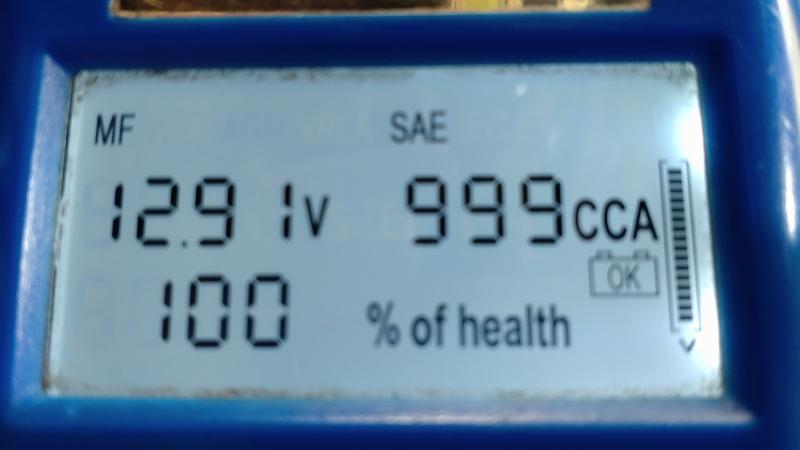 MF SAE
12.91V 999CCA
OK
100 % of health